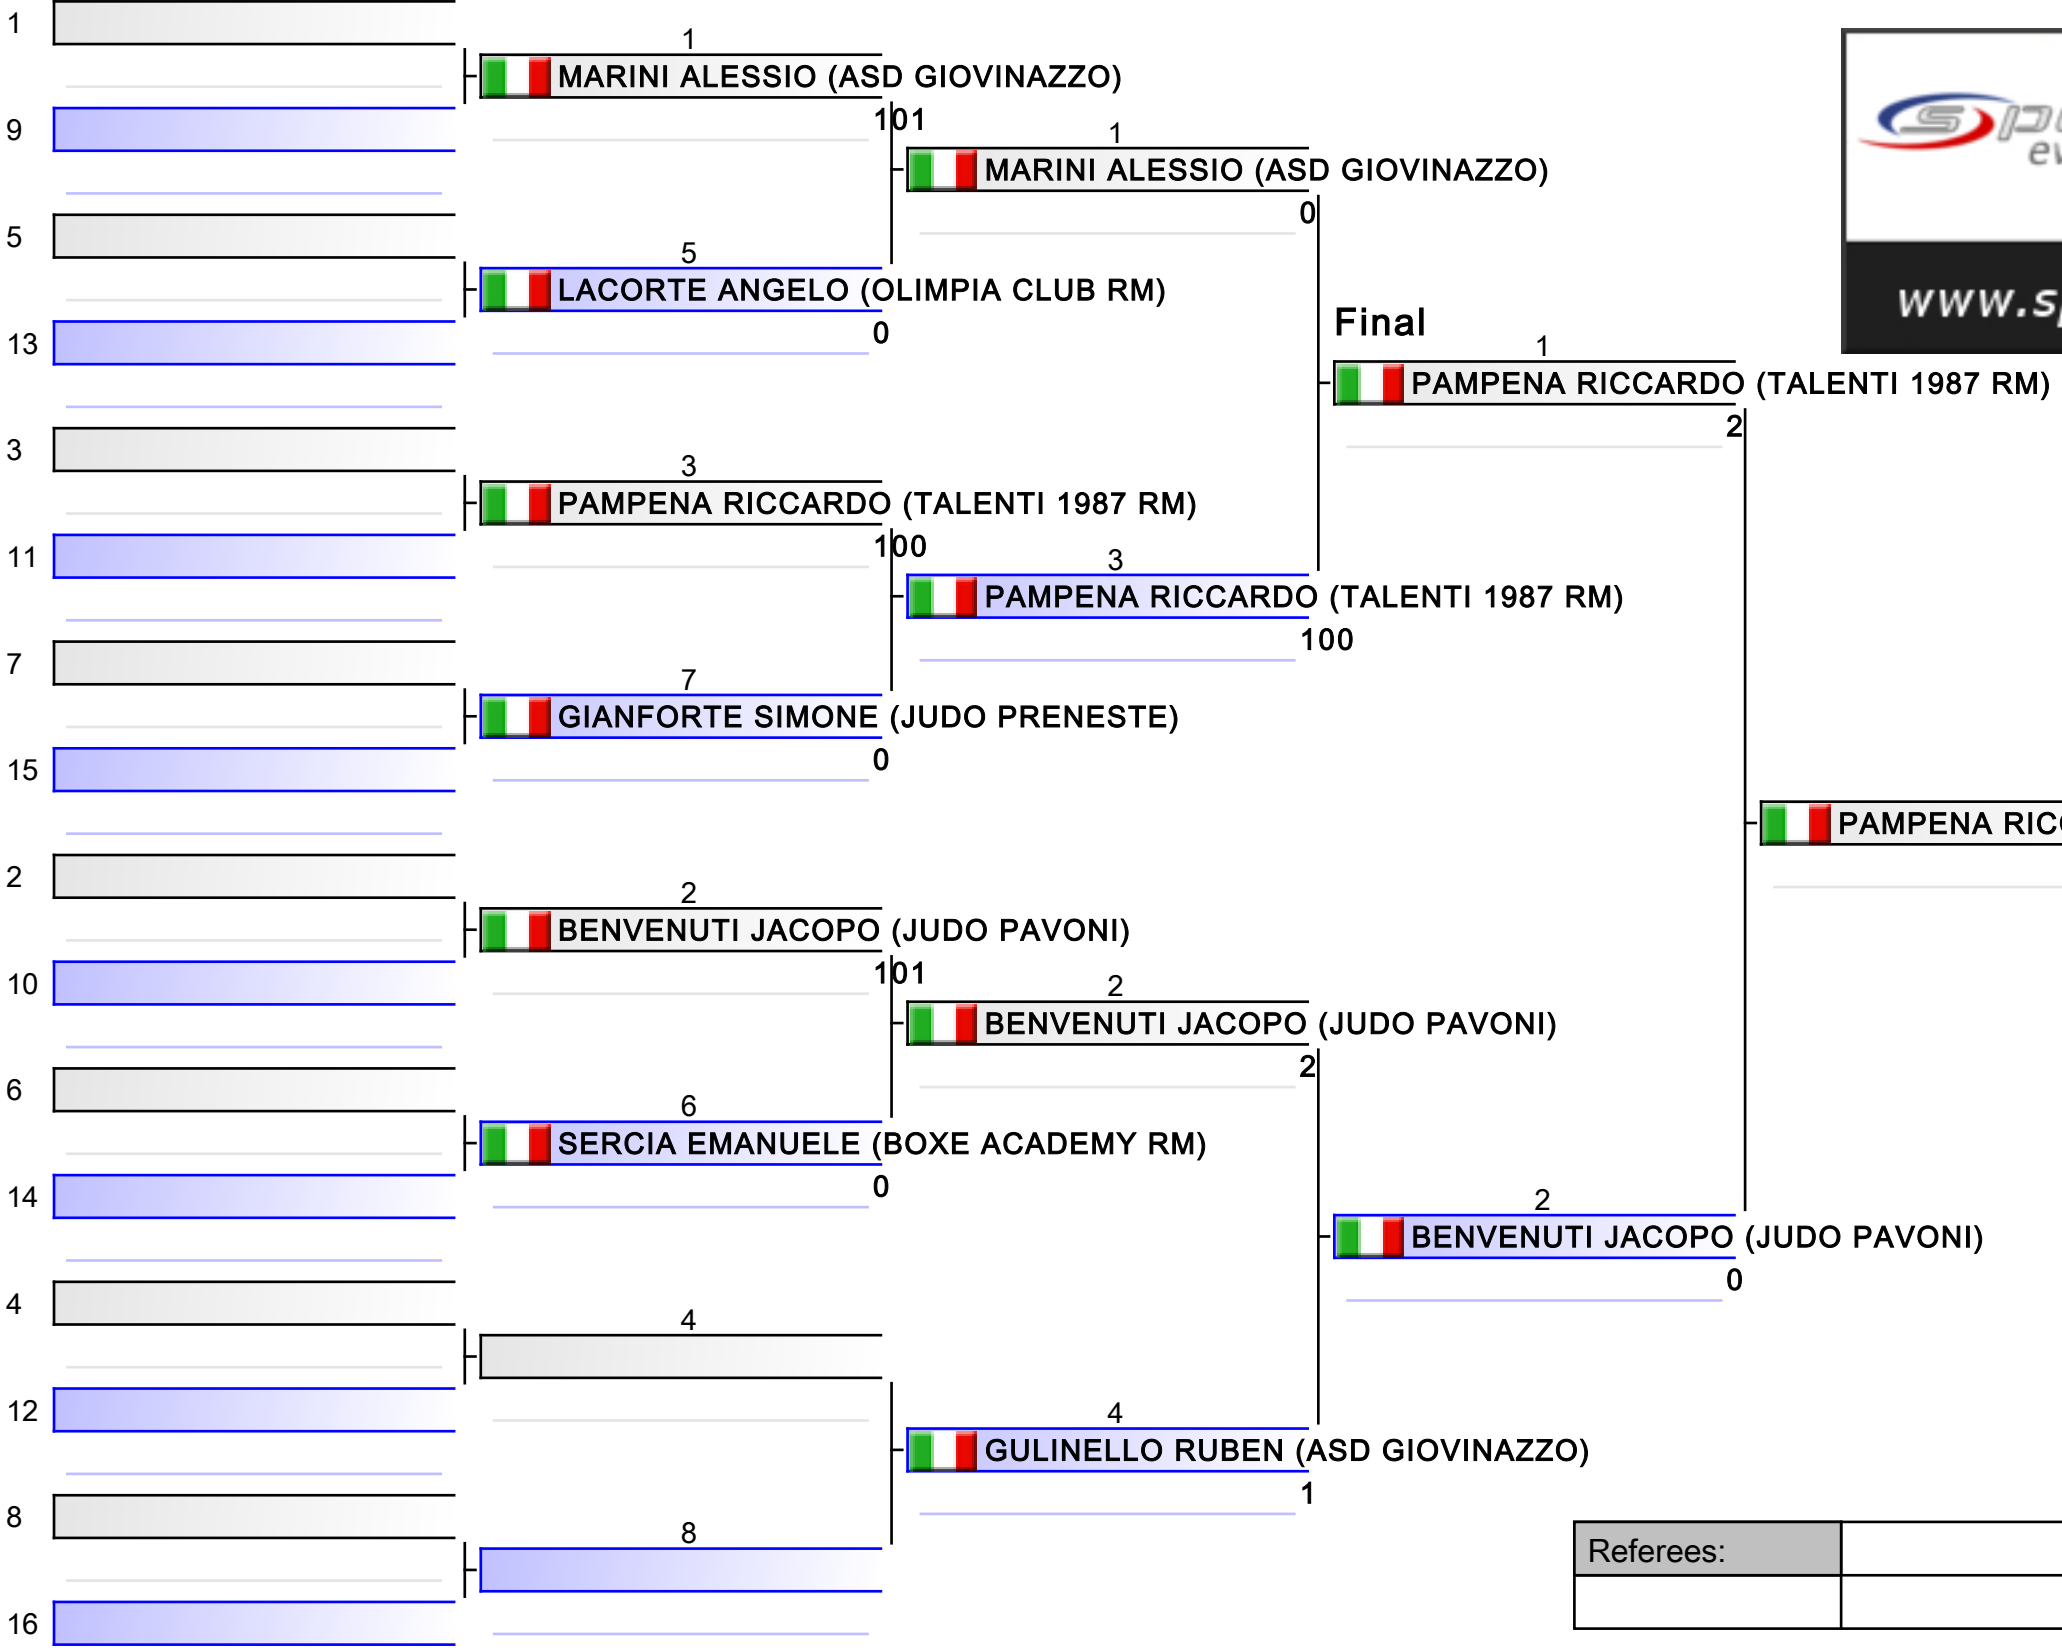 1
9
5
13
3
11
7
15
2
10
6
14
4
12
8
16
1
MARINI ALESSIO (ASD GIOVINAZZO)
101
5
LACORTE ANGELO (OLIMPIA CLUB RM)
0
3
PAMPENA RICCARDO (TALENTI 1987 RM)
100
7
GIANFORTE SIMONE (JUDO PRENESTE)
0
2
BENVENUTI JACOPO (JUDO PAVONI)
101
6
SERCIA EMANUELE (BOXE ACADEMY RM)
0
4
8
1
MARINI ALESSIO (ASD GIOVINAZZO)
0
3
PAMPENA RICCARDO (TALENTI 1987 RM)
100
2
BENVENUTI JACOPO (JUDO PAVONI)
2
4
GULINELLO RUBEN (ASD GIOVINAZZO)
1
Final
1
PAMPENA RICCARDO (TALENTI 1987 RM)
2
2
BENVENUTI JACOPO (JUDO PAVONI)
0
PAMPENA
www.s
Referees: